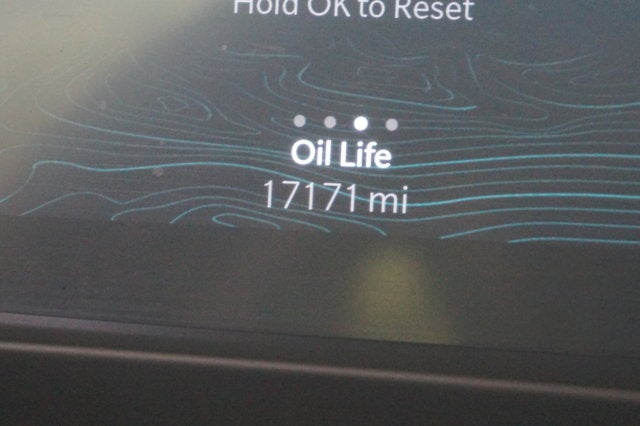 Hold OK to Reset
Oil Life
17171 mi